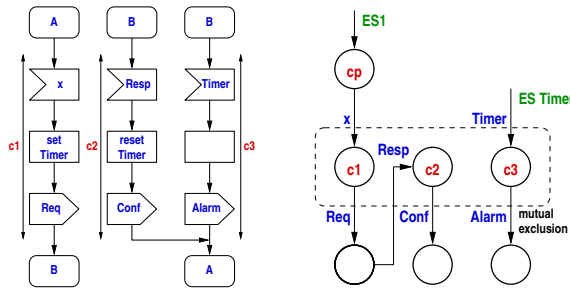 A
B
B
ES1
x
Resp
Timer
cp
ES Timer
set
Timer
reset
Timer
c1
c2
c3
x
Timer
Resp
c1
c2
c3
Req
Conf
Alarm
Req
Conf
Alarm
mutual
exclusion
B
A